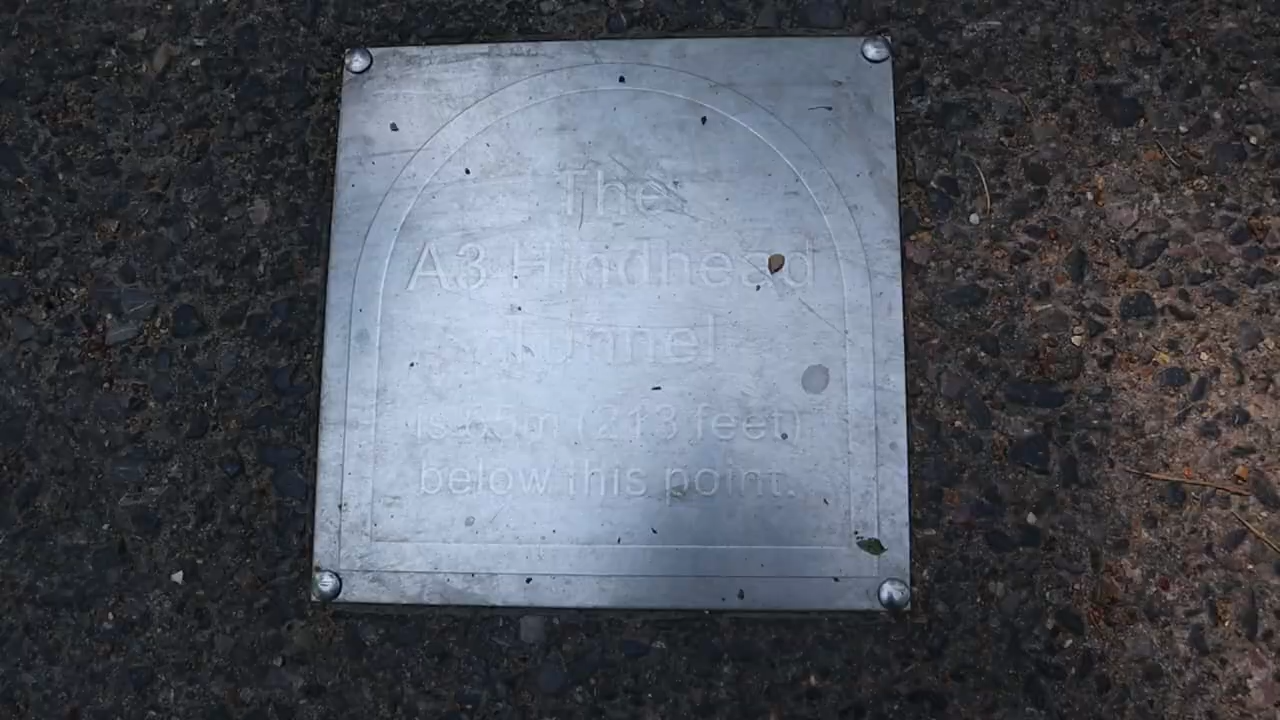 The
A3 Hindhead
Tunnel
is 65m (213 feet)
below this point.